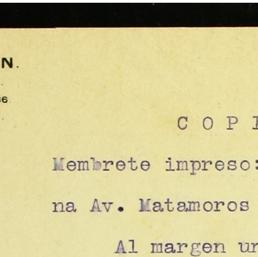 N.
C O P I
Membrete impreso:
na Av. Matamoros
Al margen un